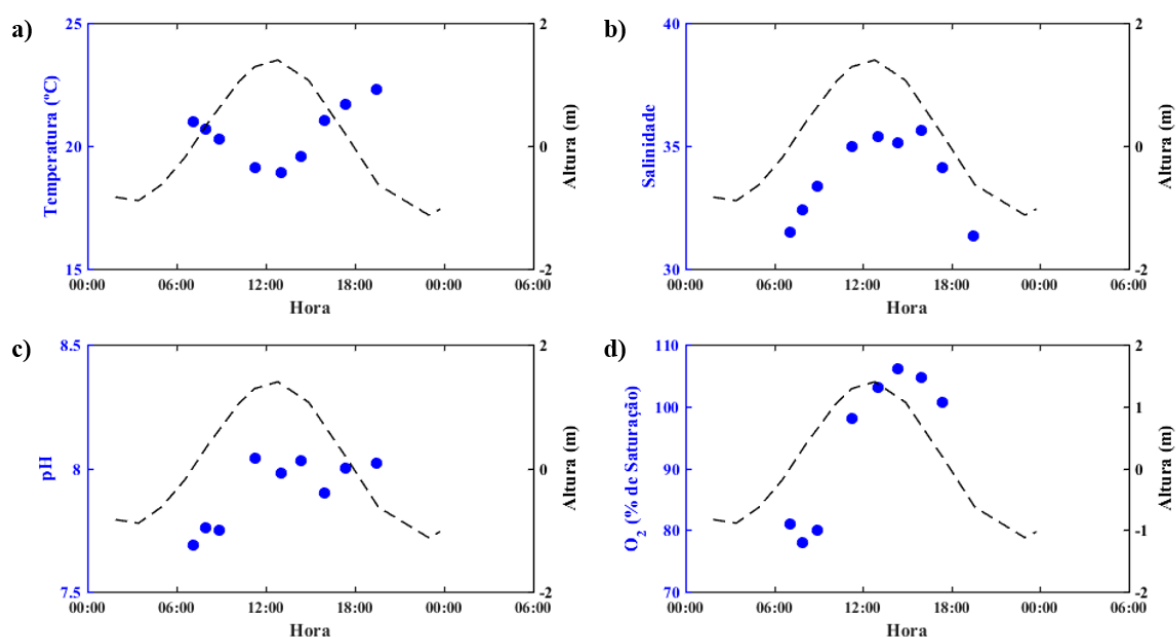 a)
25
20
15
Temperatura (ºC)
2
0
-2
Altura (m)
00:00 06:00 12:00 18:00 00:00 06:00
Hora
b)
40
35
30
Salinidade
2
0
-2
Altura (m)
00:00 06:00 12:00 18:00 00:00 06:00
Hora
c)
8.5
8
7.5
pH
2
0
-2
Altura (m)
00:00 06:00 12:00 18:00 00:00 06:00
Hora
d)
110
100
90
80
70
O2 (% de Saturação)
2
1
0
-1
-2
Altura (m)
00:00 06:00 12:00 18:00 00:00 06:00
Hora